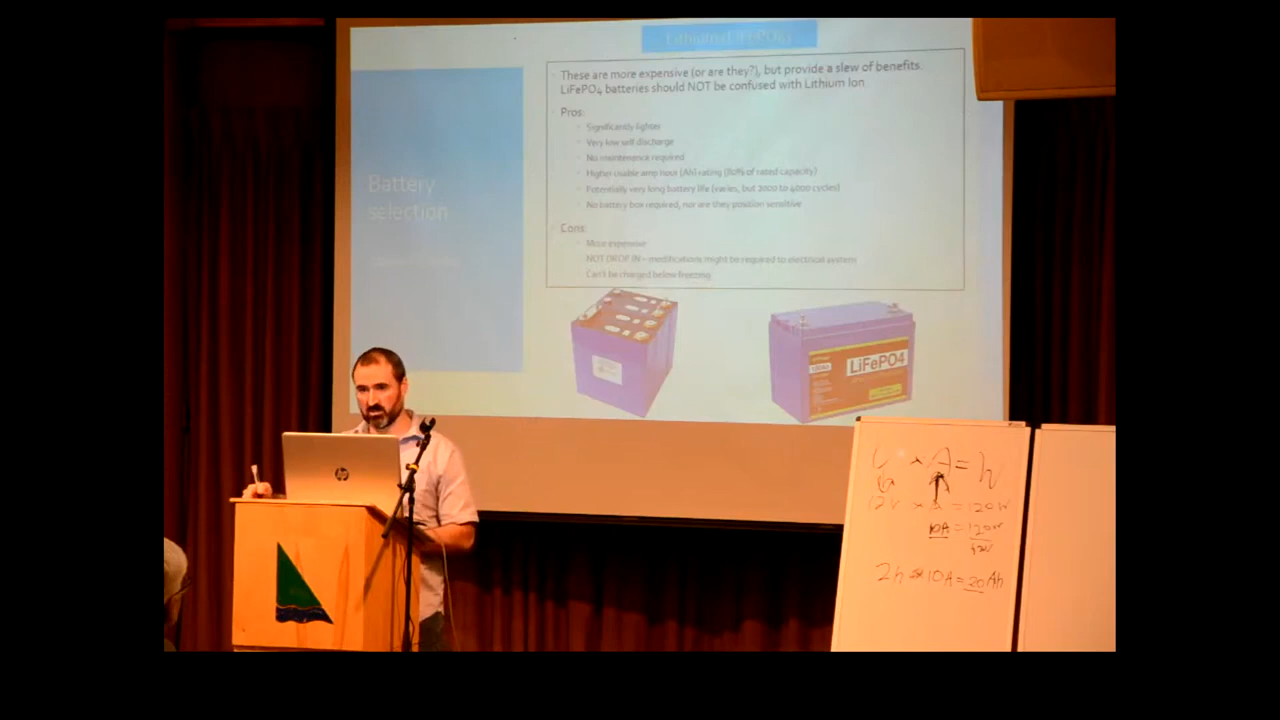 Lithium (LiFePO4)
These are more expensive (or are they?), but provide a slew of benefits.
LiFePO4 batteries should NOT be confused with Lithium Ion
Battery
selection
Pros:
Significantly lighter
Very low self discharge
No maintenance required
Higher usable amp hour (Ah) rating (80% of rated capacity)
Potentially very long battery life (varies, but 2000 to 4000 cycles)
No battery box required, nor are they position sensitive
Cons:
More expensive
NOT DROP IN – modifications might be required to electrical system
Can't be charged below freezing
LiFePO4
hp
× A = W
12V × A = 120W
10A = 120W
12V
2h × 10A = 20Ah